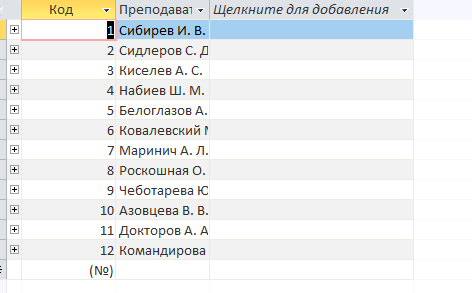 Код Преподават Щелкните для добавления
1 Сибирев И. В.
2 Сидлеров С. Д
3 Киселев А. С.
4 Набиев Ш. М.
5 Белоглазов А.
6 Ковалевский М
7 Маринич А. Л.
8 Роскошная О.
9 Чеботарева Ю
10 Азовцева В. В.
11 Докторов А. А
12 Командирова
(№)